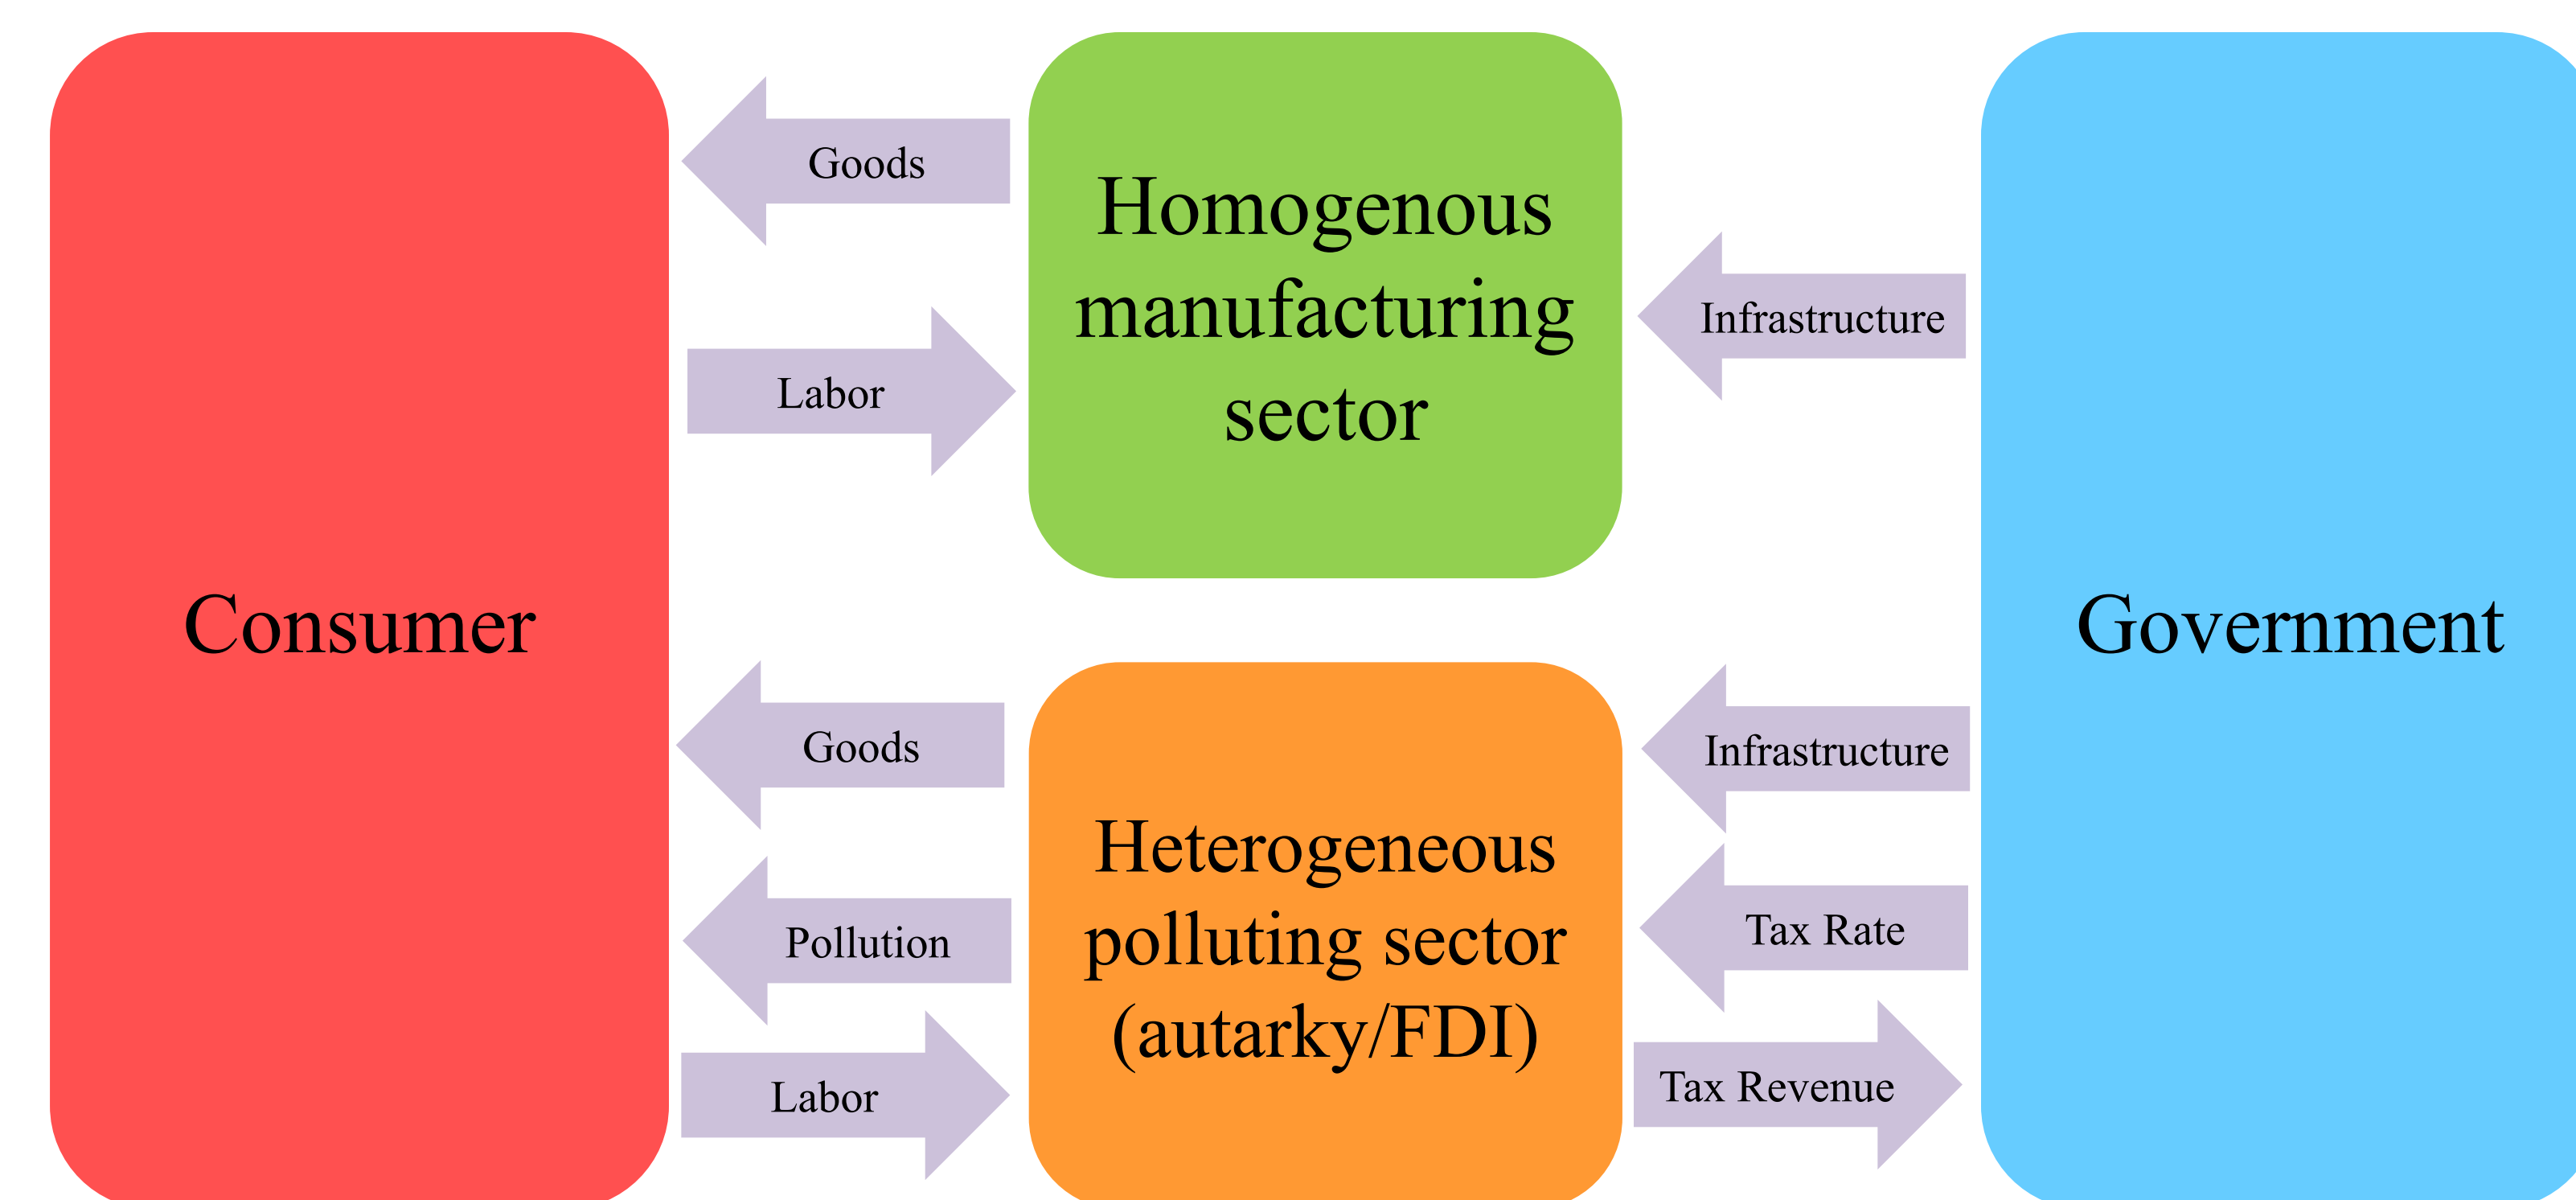 Consumer
Goods
Labor
Homogenous
manufacturing
sector
Infrastructure
Goods
Pollution
Labor
Heterogeneous
polluting sector
(autarky/FDI)
Infrastructure
Tax Rate
Tax Revenue
Government